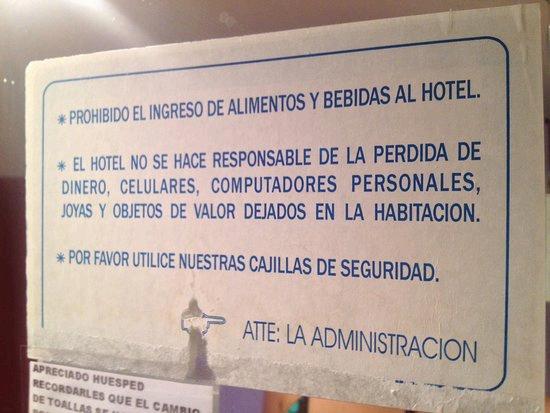 * PROHIBIDO EL INGRESO DE ALIMENTOS Y BEBIDAS AL HOTEL.
* EL HOTEL NO SE HACE RESPONSABLE DE LA PERDIDA DE
DINERO, CELULARES, COMPUTADORES PERSONALES,
JOYAS Y OBJETOS DE VALOR DEJADOS EN LA HABITACION.
* POR FAVOR UTILICE NUESTRAS CAJILLAS DE SEGURIDAD.
ATTE: LA ADMINISTRACION
APRECIADO HUESPED
RECORDARLES QUE EL CAMBIO
DE TOALLAS SE